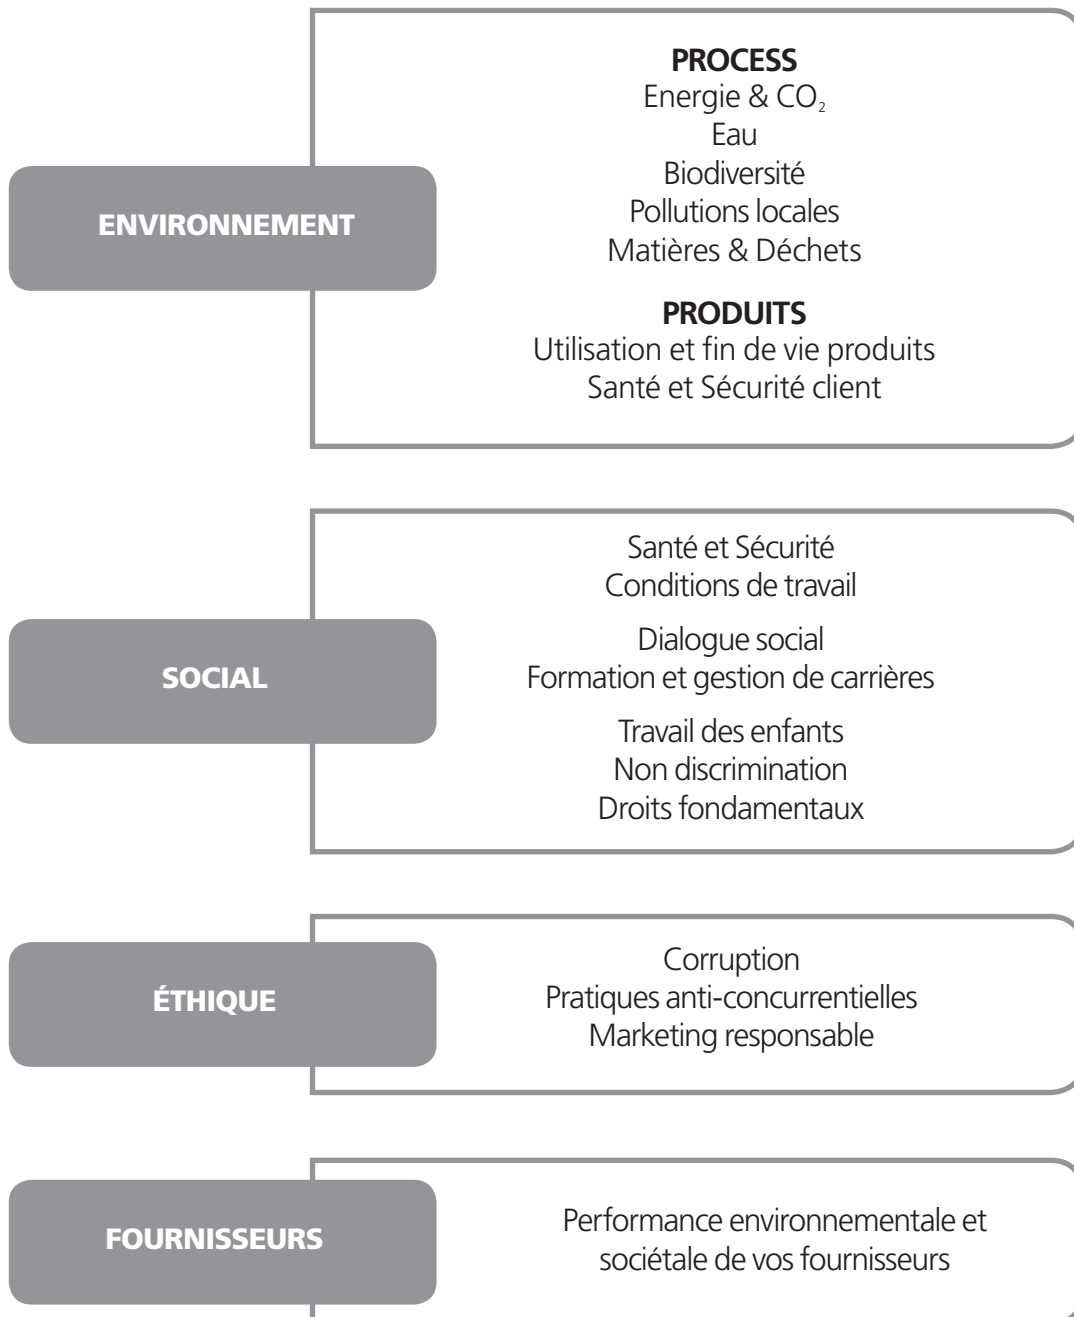 ENVIRONNEMENT
PROCESS
Energie & CO₂
Eau
Biodiversité
Pollutions locales
Matières & Déchets
PRODUITS
Utilisation et fin de vie produits
Santé et Sécurité client
SOCIAL
Santé et Sécurité
Conditions de travail
Dialogue social
Formation et gestion de carrières
Travail des enfants
Non discrimination
Droits fondamentaux
ÉTHIQUE
Corruption
Pratiques anti-concurrentielles
Marketing responsable
FOURNISSEURS
Performance environnementale et
sociétale de vos fournisseurs